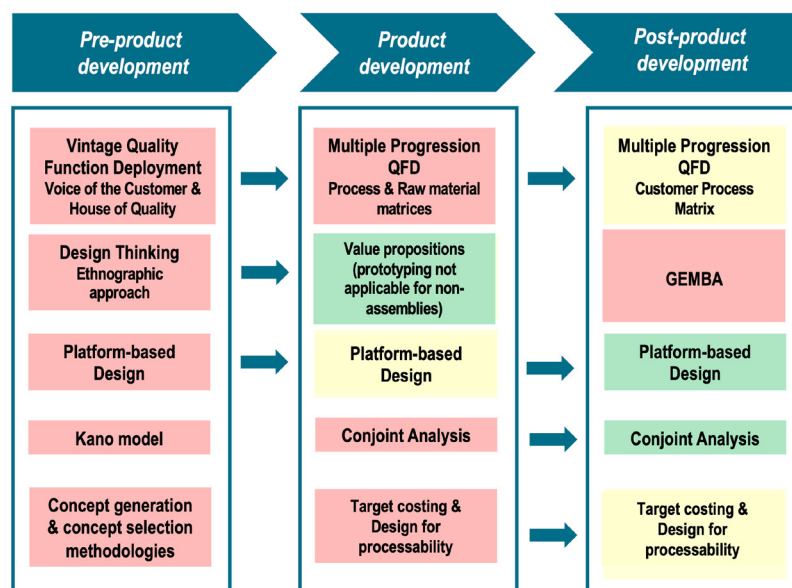 Pre-product
development
Product
development
Post-product
development
Vintage Quality
Function Deployment
Voice of the Customer &
House of Quality
Design Thinking
Ethnographic
approach
Platform-based
Design
Kano model
Concept generation
& concept selection
methodologies
Multiple Progression
QFD
Process & Raw material
matrices
Value propositions
(prototyping not
applicable for non-
assemblies)
Platform-based
Design
Conjoint Analysis
Target costing &
Design for
processability
Multiple Progression
QFD
Customer Process
Matrix
GEMBA
Platform-based
Design
Conjoint Analysis
Target costing &
Design for
processability